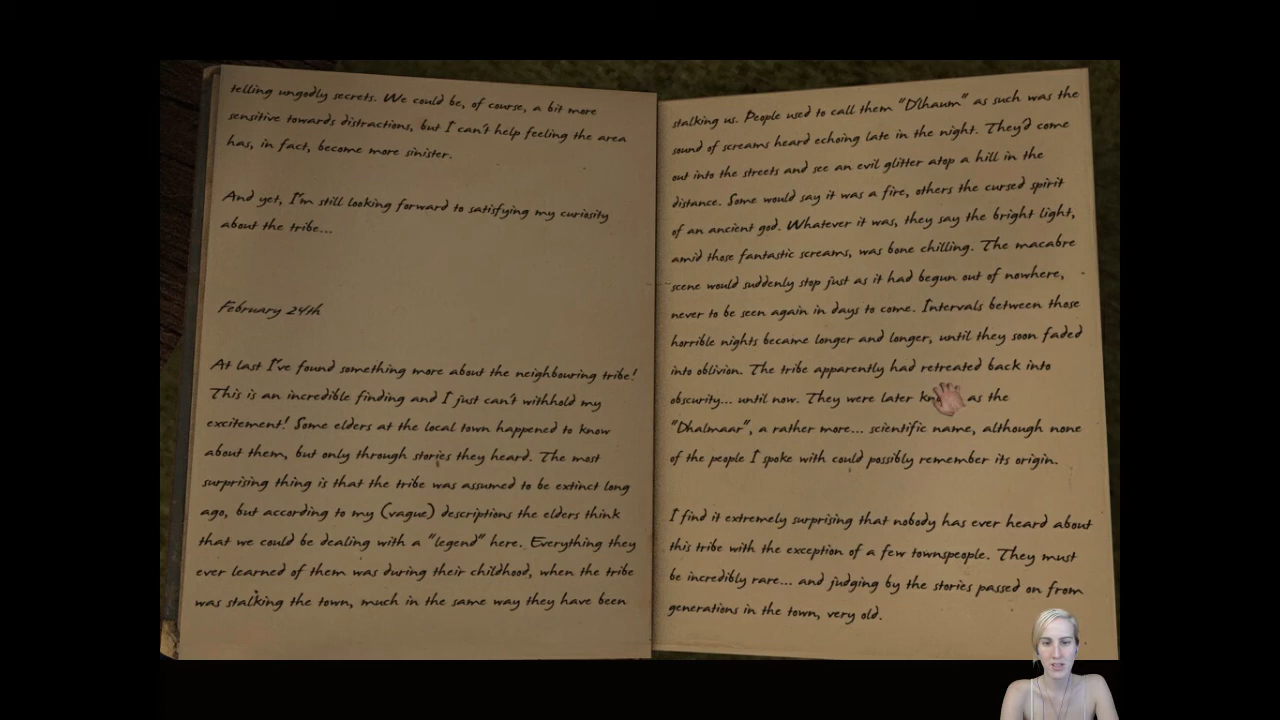 telling ungodly secrets. We could be, of course, a bit more
sensitive towards distractions, but I can't help feeling the area
has, in fact, become more sinister.
And yet, I'm still looking forward to satisfying my curiosity
about the tribe...
February 24th
At last I've found something more about the neighbouring tribe!
This is an incredible finding and I just can't withhold my
excitement! Some elders at the local town happened to know
about them, but only through stories they heard. The most
surprising thing is that the tribe was assumed to be extinct long
ago, but according to my (vague) descriptions the elders think
that we could be dealing with a "legend" here. Everything they
ever learned of them was during their childhood, when the tribe
was stalking the town, much in the same way they have been
stalking us. People used to call them "Dlhaum" as such was the
sound of screams heard echoing late in the night. They'd come
out into the streets and see an evil glitter atop a hill in the
distance. Some would say it was a fire, others the cursed spirit
of an ancient god. Whatever it was, they say the bright light,
amid those fantastic screams, was bone chilling. The macabre
scene would suddenly stop just as it had begun out of nowhere,
never to be seen again in days to come. Intervals between those
horrible nights became longer and longer, until they soon faded
into oblivion. The tribe apparently had retreated back into
obscurity... until now. They were later as the
"Dhalmaar", a rather more... scientific name, although none
of the people I spoke with could possibly remember its origin.
I find it extremely surprising that nobody has ever heard about
this tribe with the exception of a few townspeople. They must
be incredibly rare... and judging by the stories passed on from
generations in the town, very old.